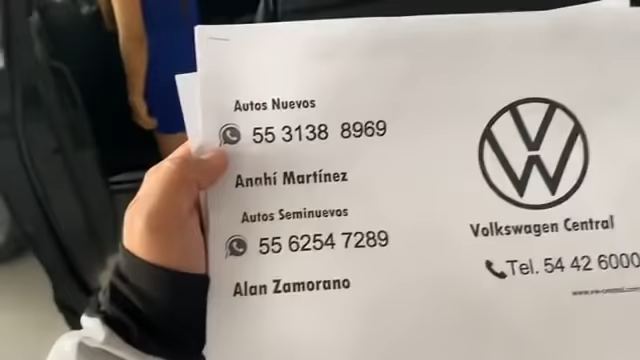 Autos Nuevos
55 3138 8969
Anahí Martínez
Autos Seminuevos
55 6254 7289
Alan Zamorano
Volkswagen Central
Tel. 54 42 6000